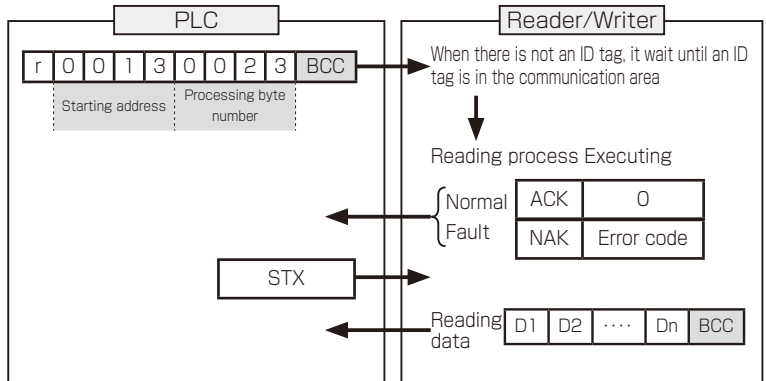 PLC
Reader/Writer
r 0 0 1 3 0 0 2 3 BCC
Starting address
Processing byte
number
When there is not an ID tag, it wait until an ID
tag is in the communication area
Reading process Executing
Normal
Fault
ACK 0
NAK Error code
STX
Reading
data
D1 D2 ···· Dn BCC